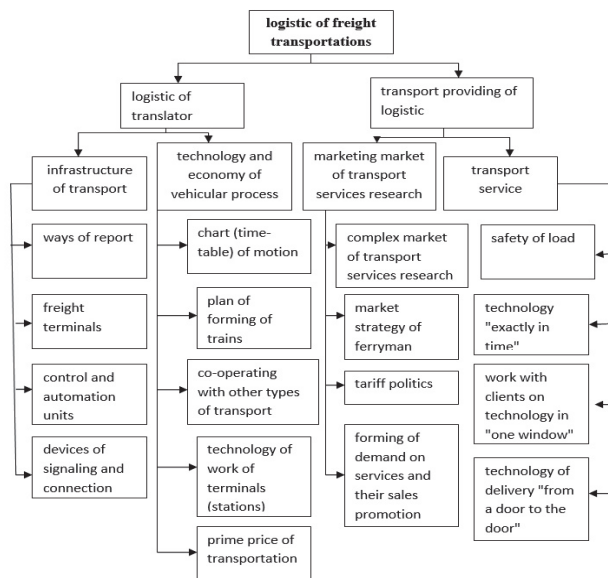 logistic of freight
transportations
logistic of
translator
transport providing of
logistic
infrastructure
of transport
technology and
economy of
vehicular process
marketing market
of transport
services research
transport
service
ways of report
freight
terminals
control and
automation
units
devices of
signaling and
connection
chart (time-
table) of motion
plan of
forming of
trains
co-operating
with other types
of transport
technology of
work of
terminals
(stations)
prime price of
transportation
complex market
of transport
services research
market
strategy of
ferryman
tariff politics
forming of
demand on
services and
their sales
promotion
safety of load
technology
"exactly in
time"
work with
clients on
technology in
"one window"
technology of
delivery "from
a door to the
door"